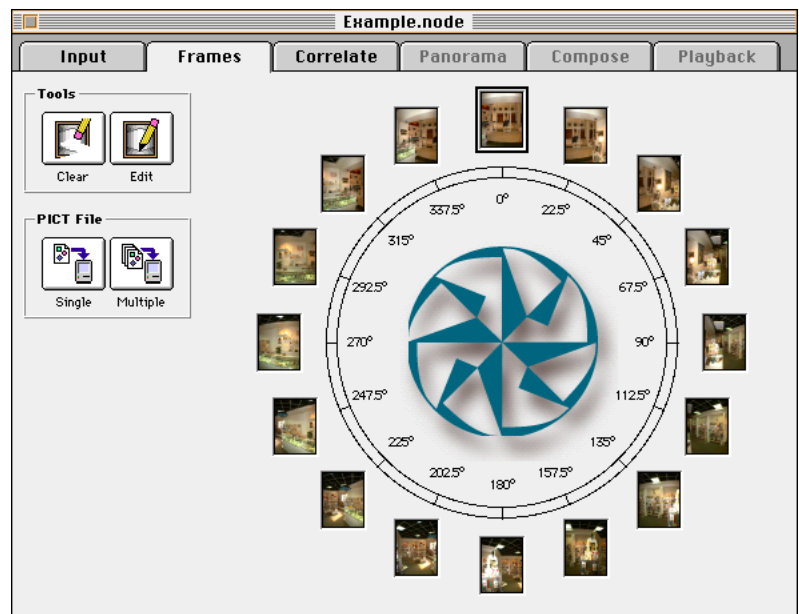 Example.node
Input Frames Correlate Panorama Compose Playback
Tools
Clear Edit
PICT File
Single Multiple
0°
22.5°
45°
67.5°
90°
112.5°
135°
157.5°
180°
202.5°
225°
247.5°
270°
292.5°
315°
337.5°